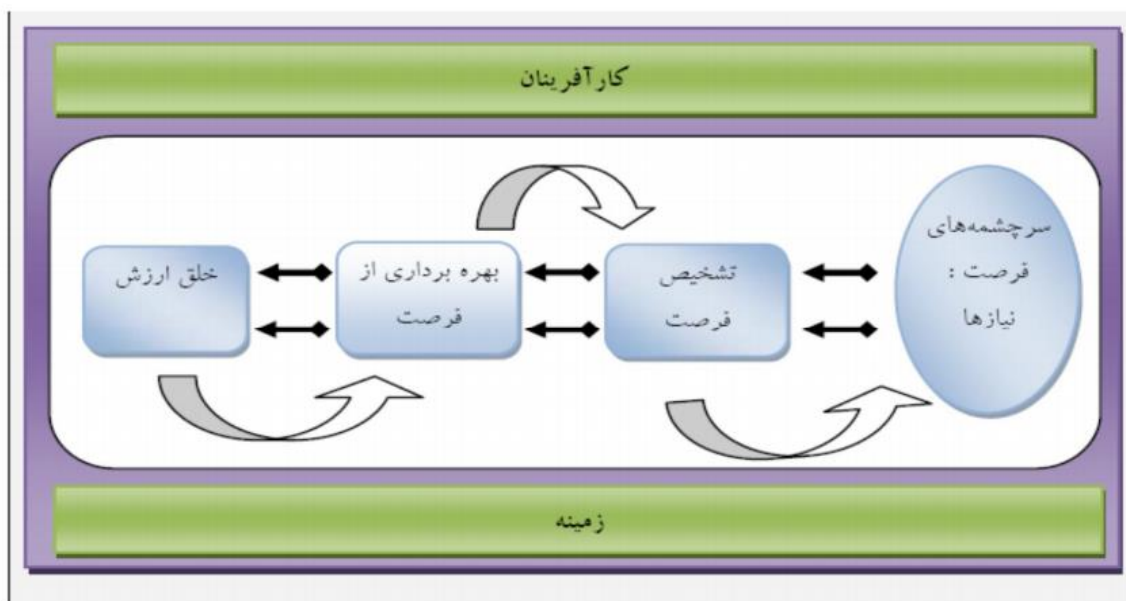 کارآفرینان
سرچشمه‌های
فرصت :
نیازها
تشخیص
فرصت
بهره برداری از
فرصت
خلق ارزش
زمینه